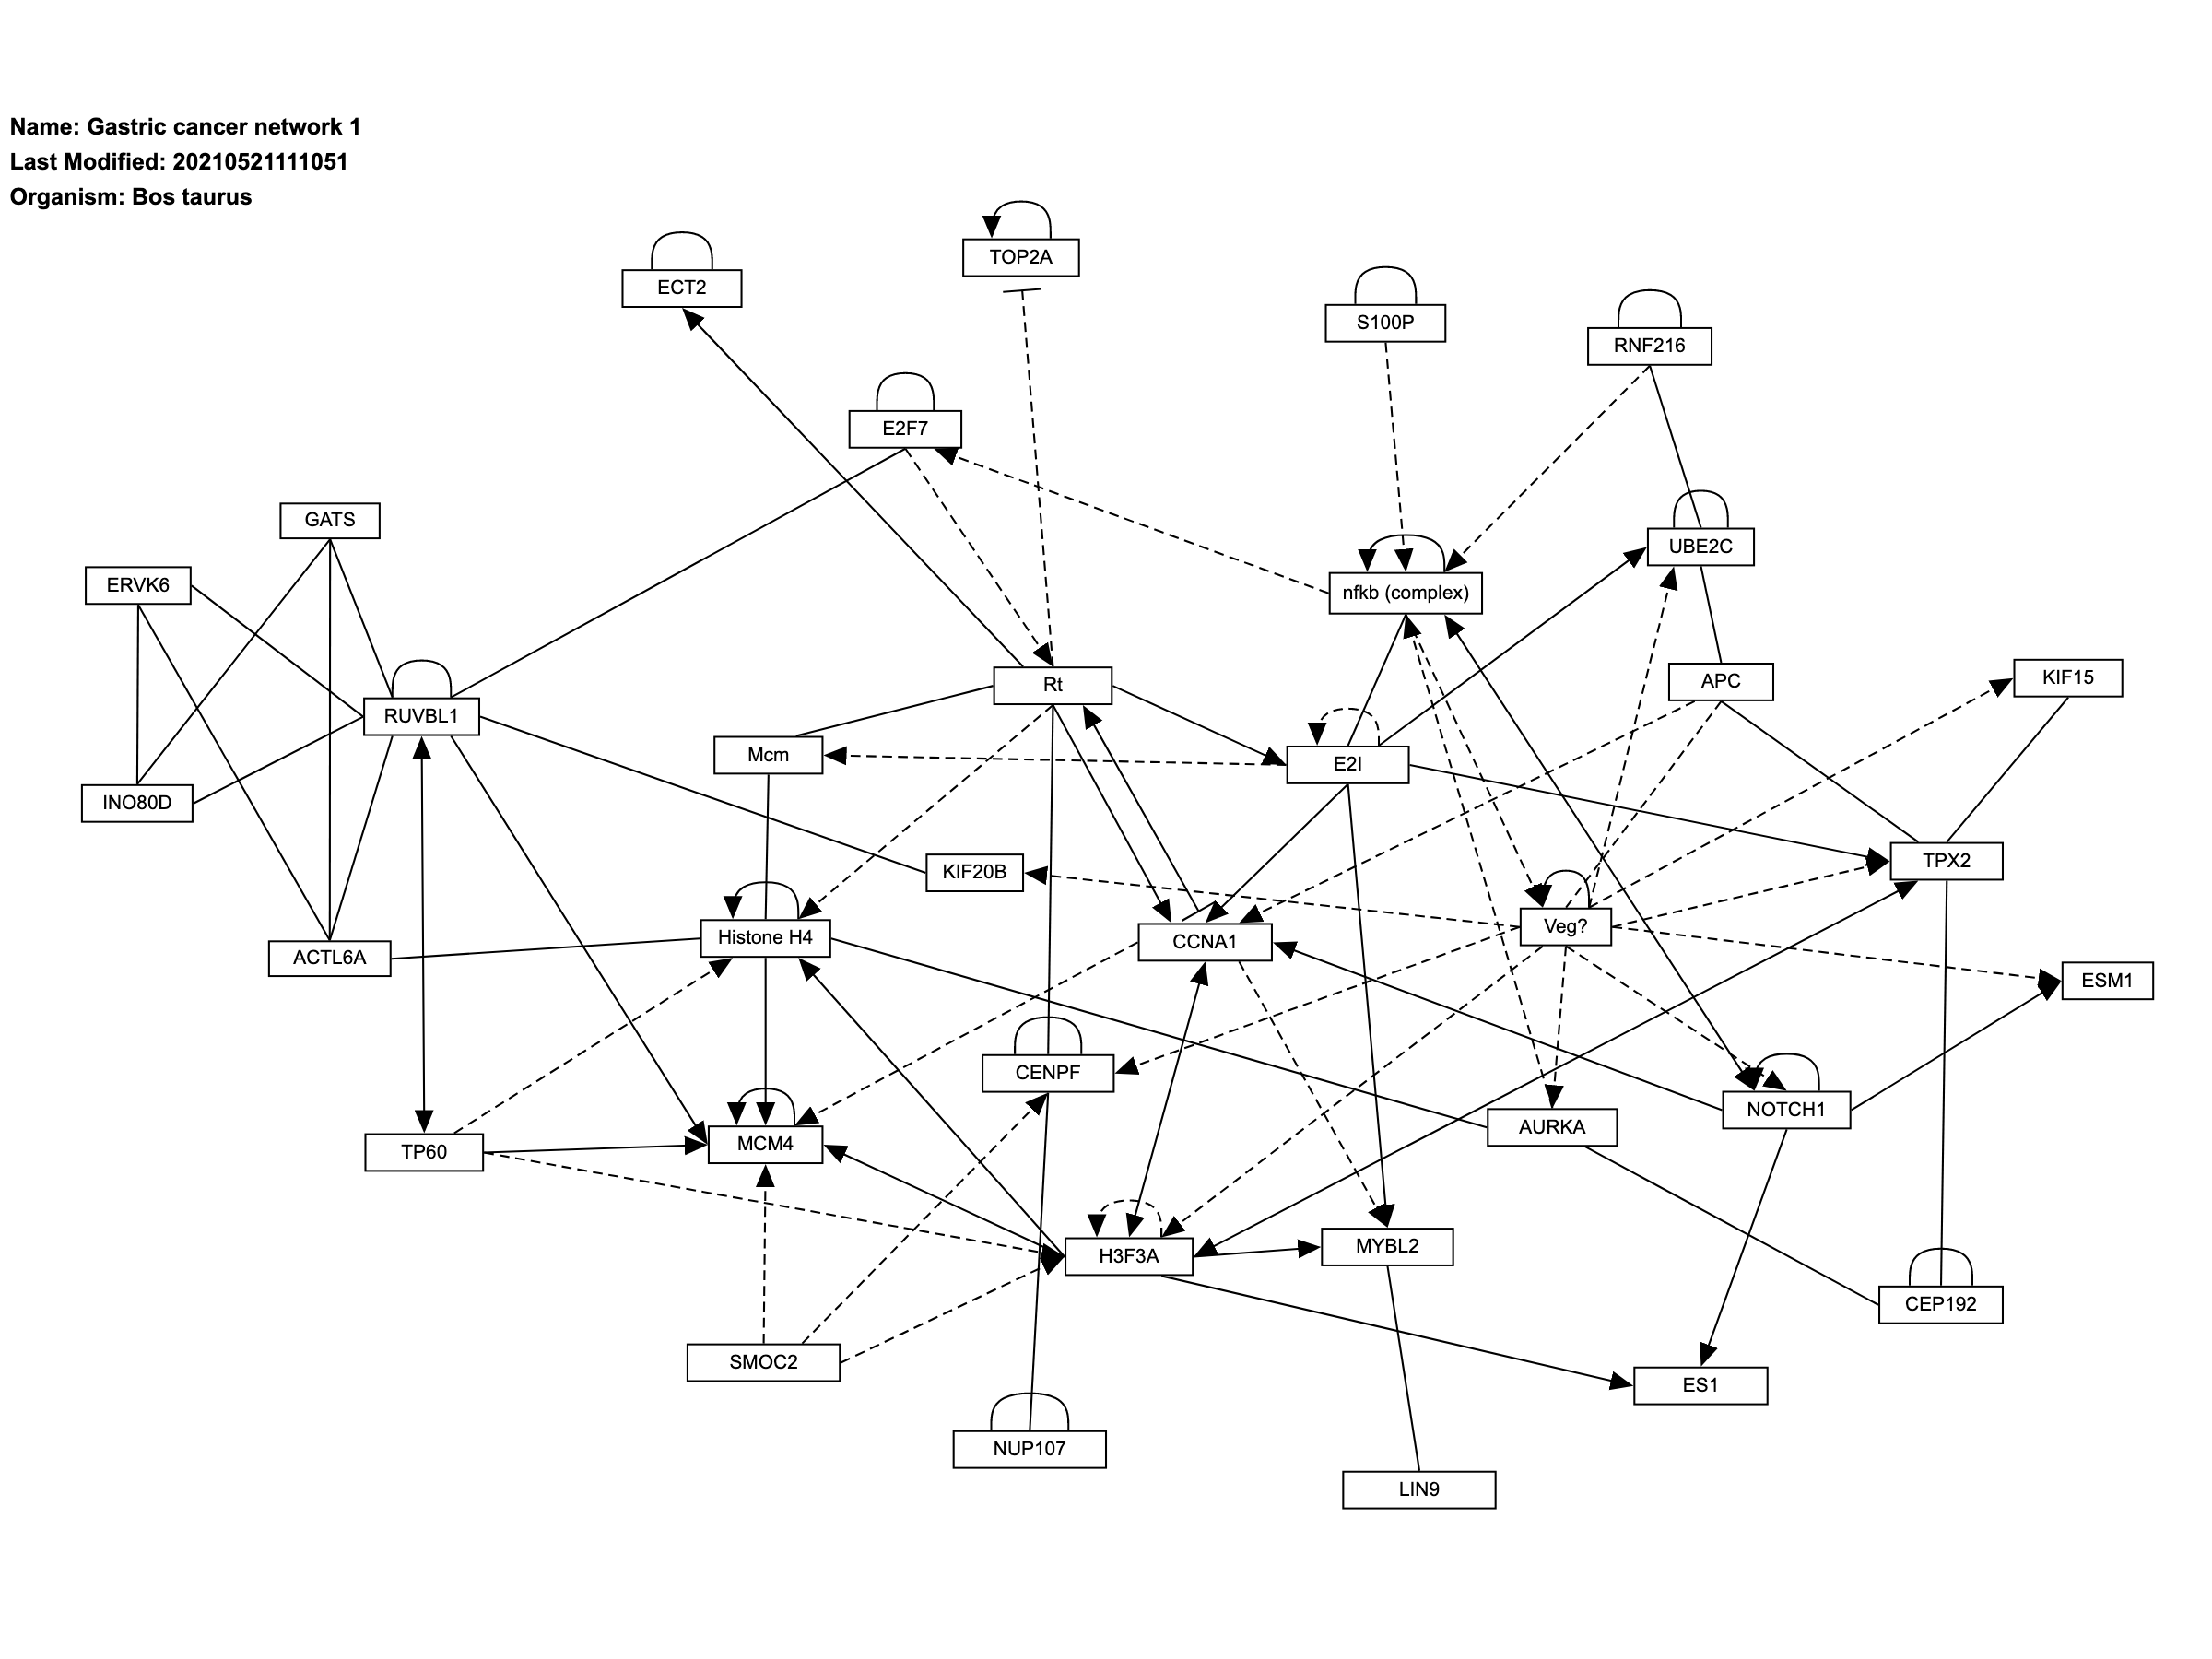 Name: Gastric cancer network 1
Last Modified: 20210521111051
Organism: Bos taurus
TOP2A
ECT2
S100P
RNF216
E2F7
GATS
UBE2C
ERVK6
nfkb (complex)
APC
KIF15
Rt
RUVBL1
Mcm
E2I
INO80D
TPX2
KIF20B
Veg?
Histone H4
CCNA1
ACTL6A
ESM1
CENPF
NOTCH1
AURKA
MCM4
TP60
MYBL2
H3F3A
CEP192
SMOC2
ES1
NUP107
LIN9